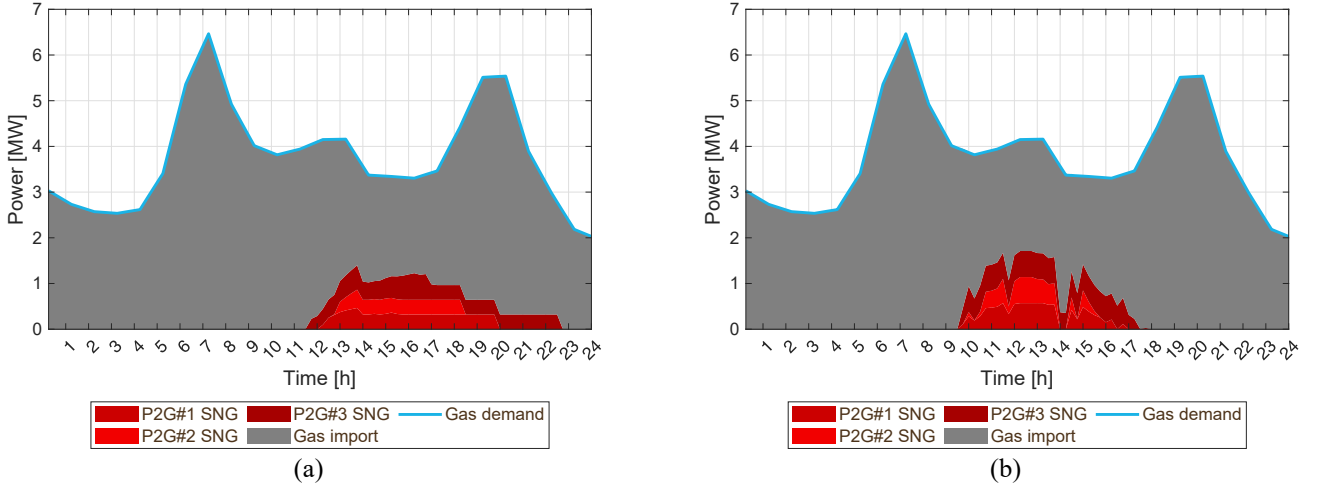 7
6
5
4
3
2
1
0
Power [MW]
1 2 3 4 5 6 7 8 9 10 11 12 13 14 15 16 17 18 19 20 21 22 23 24
Time [h]
P2G#1 SNG P2G#3 SNG Gas demand
P2G#2 SNG Gas import
(a)
7
6
5
4
3
2
1
0
Power [MW]
1 2 3 4 5 6 7 8 9 10 11 12 13 14 15 16 17 18 19 20 21 22 23 24
Time [h]
P2G#1 SNG P2G#3 SNG Gas demand
P2G#2 SNG Gas import
(b)